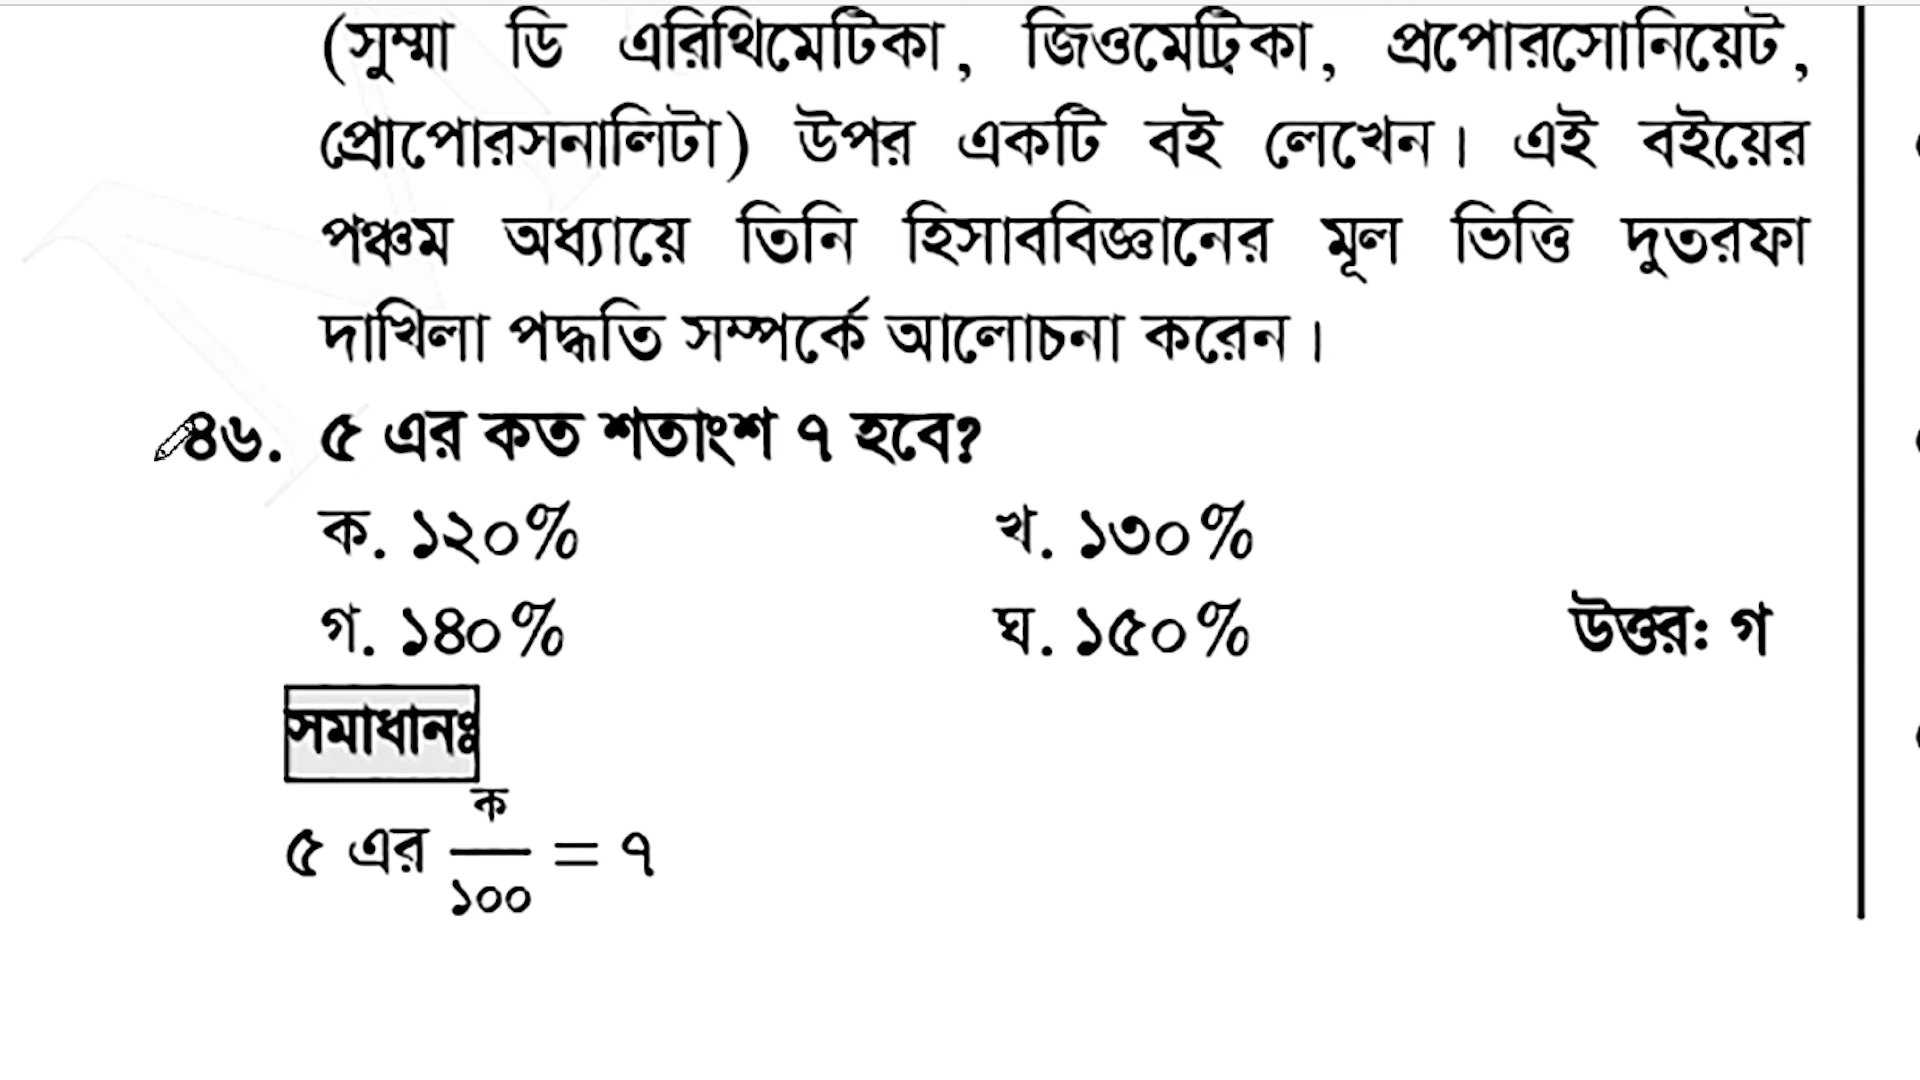 (সুম্মা ডি এরিথিমেটিকা, জিওমেট্রিকা, প্রপোরসোনিয়েট,
প্রোপোরসনালিটা) উপর একটি বই লেখেন। এই বইয়ের
পঞ্চম অধ্যায়ে তিনি হিসাববিজ্ঞানের মূল ভিত্তি দুতরফা
দাখিলা পদ্ধতি সম্পর্কে আলোচনা করেন।
৪৬. ৫ এর কত শতাংশ ৭ হবে?
ক. ১২০% খ. ১৩০%
গ. ১৪০% ঘ. ১৫০% উত্তর: গ
সমাধানঃ
৫ এর ক/১০০ = ৭